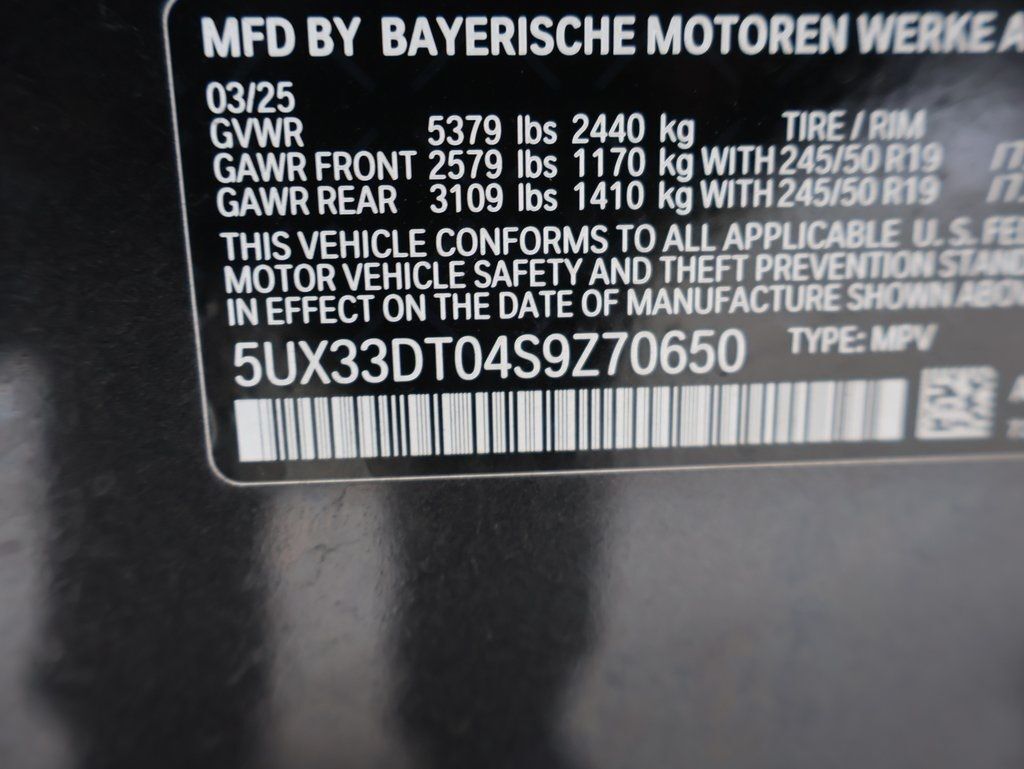 MFD BY BAYERISCHE MOTOREN WERKE A
03/25
GVWR 5379 lbs 2440 kg TIRE / RIM
GAWR FRONT 2579 lbs 1170 kg WITH 245/50 R19
GAWR REAR 3109 lbs 1410 kg WITH 245/50 R19
THIS VEHICLE CONFORMS TO ALL APPLICABLE U. S. FE
MOTOR VEHICLE SAFETY AND THEFT PREVENTION STAND
IN EFFECT ON THE DATE OF MANUFACTURE SHOWN ABO
5UX33DT04S9Z70650 TYPE: MPV